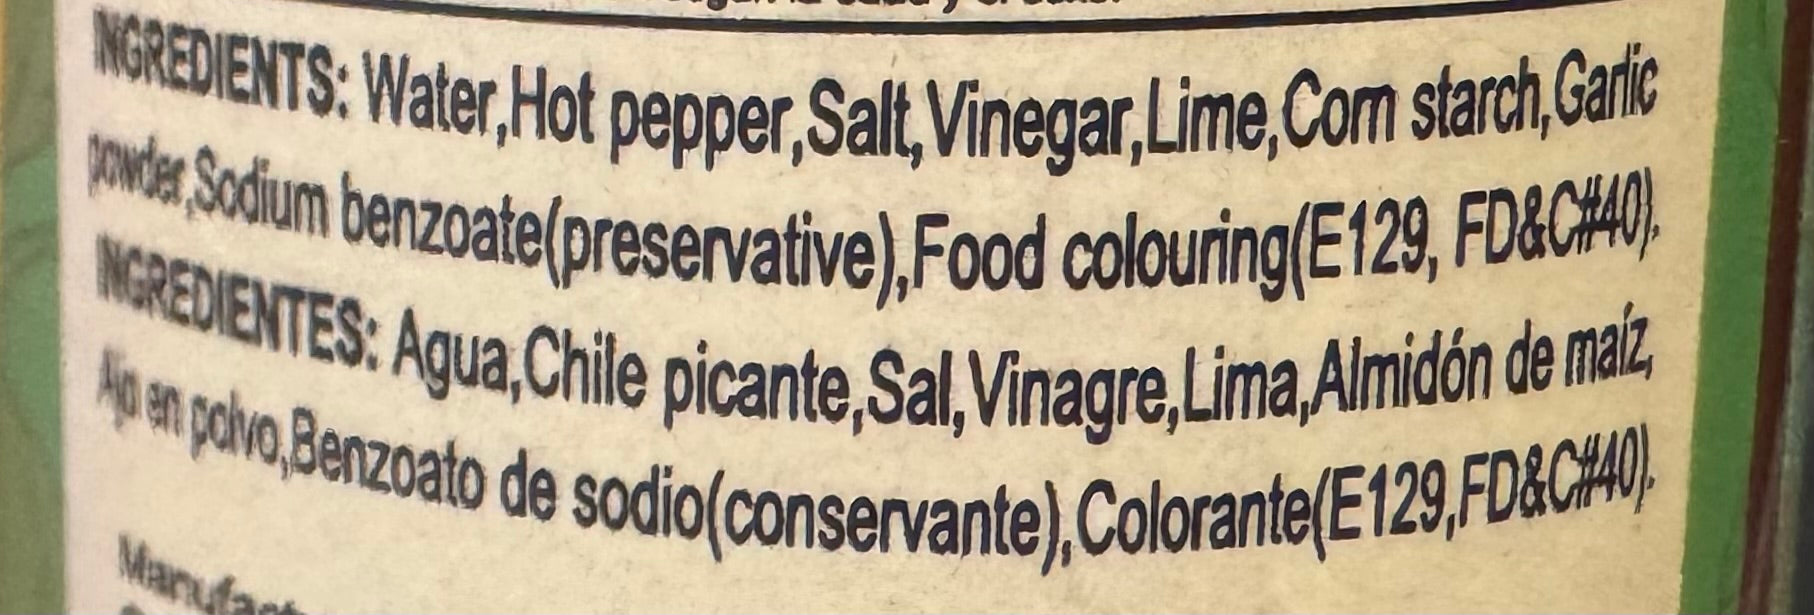 INGREDIENTS: Water,Hot pepper,Salt,Vinegar,Lime,Corn starch,Garlic
powder,Sodium benzoate(preservative),Food colouring(E129, FD&C#40).
INGREDIENTES: Agua,Chile picante,Sal,Vinagre,Lima,Almidón de maíz,
Ajo en polvo,Benzoato de sodio(conservante),Colorante(E129,FD&C#40).